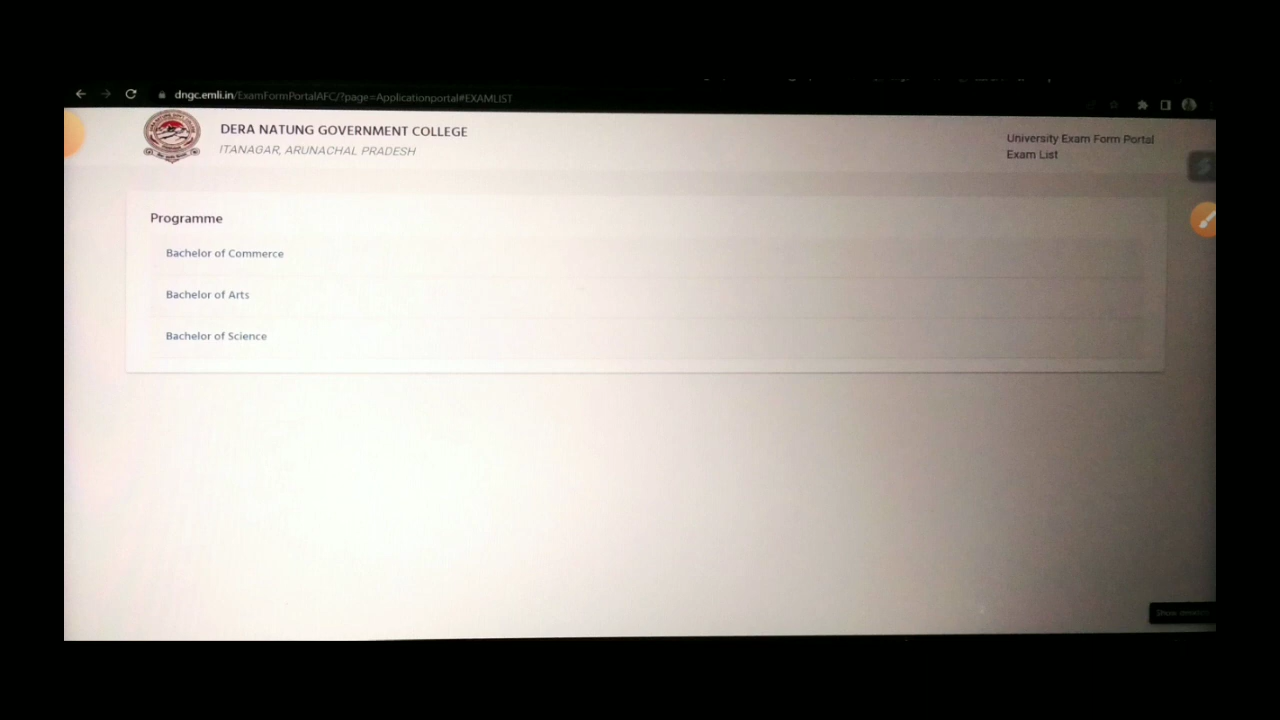 dngc.emli.in/ExamFormPortalAFC/?page=Applicationportal#EXAMLIST
DERA NATUNG GOVERNMENT COLLEGE
ITANAGAR, ARUNACHAL PRADESH
University Exam Form Portal
Exam List
Programme
Bachelor of Commerce
Bachelor of Arts
Bachelor of Science
Show